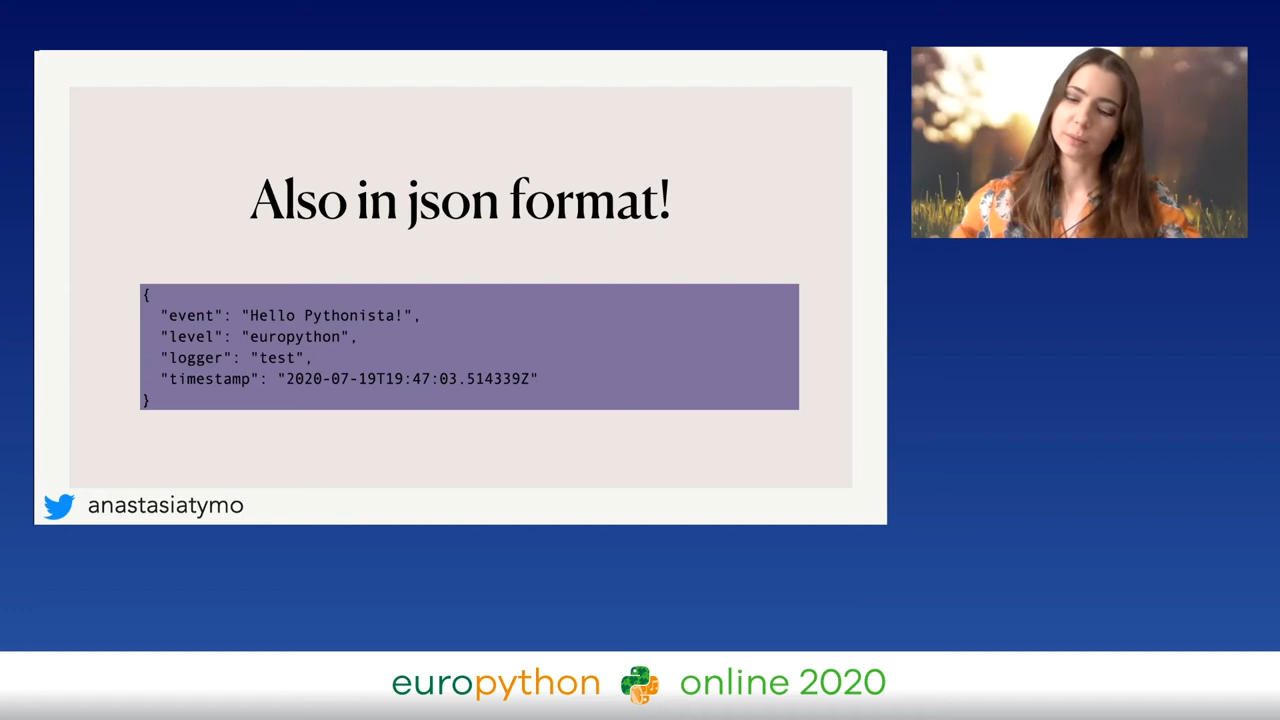 Also in json format!
{
"event": "Hello Pythonista!",
"level": "europython",
"logger": "test",
"timestamp": "2020-07-19T19:47:03.514339Z"
}
anastasiatymo
europython online 2020